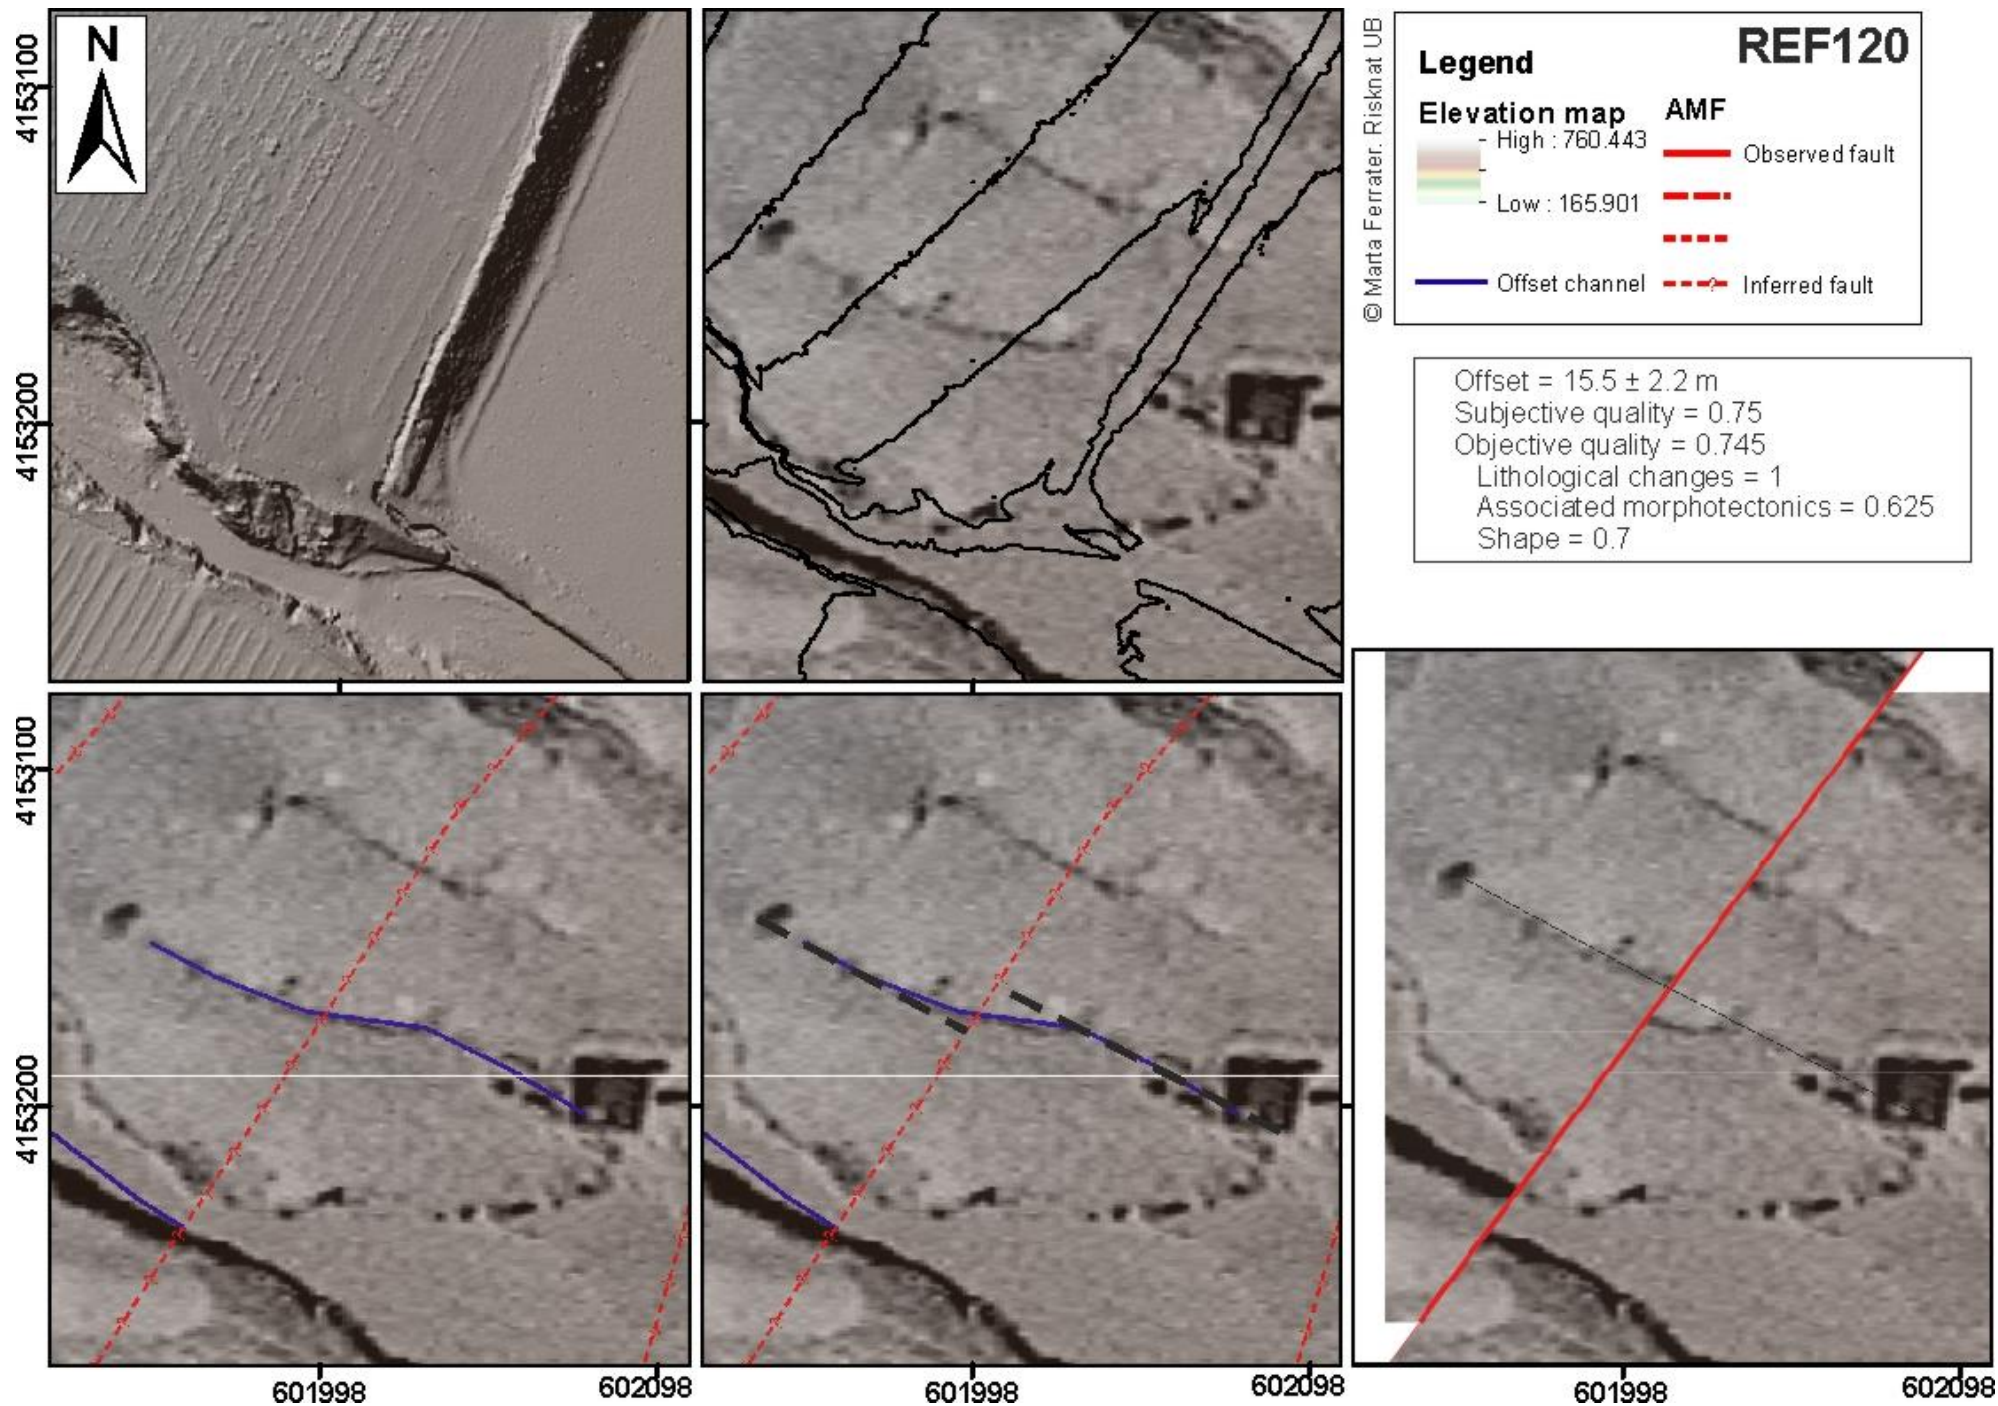 N
4153100
4153200
© Marta Ferrater. Risknat UB
REF120
Legend
Elevation map
High : 760.443
Low : 165.901
AMF
Observed fault
Offset channel
Inferred fault
Offset = 15.5 ± 2.2 m
Subjective quality = 0.75
Objective quality = 0.745
Lithological changes = 1
Associated morphotectonics = 0.625
Shape = 0.7
4153100
4153200
601998
602098
601998
602098
601998
602098